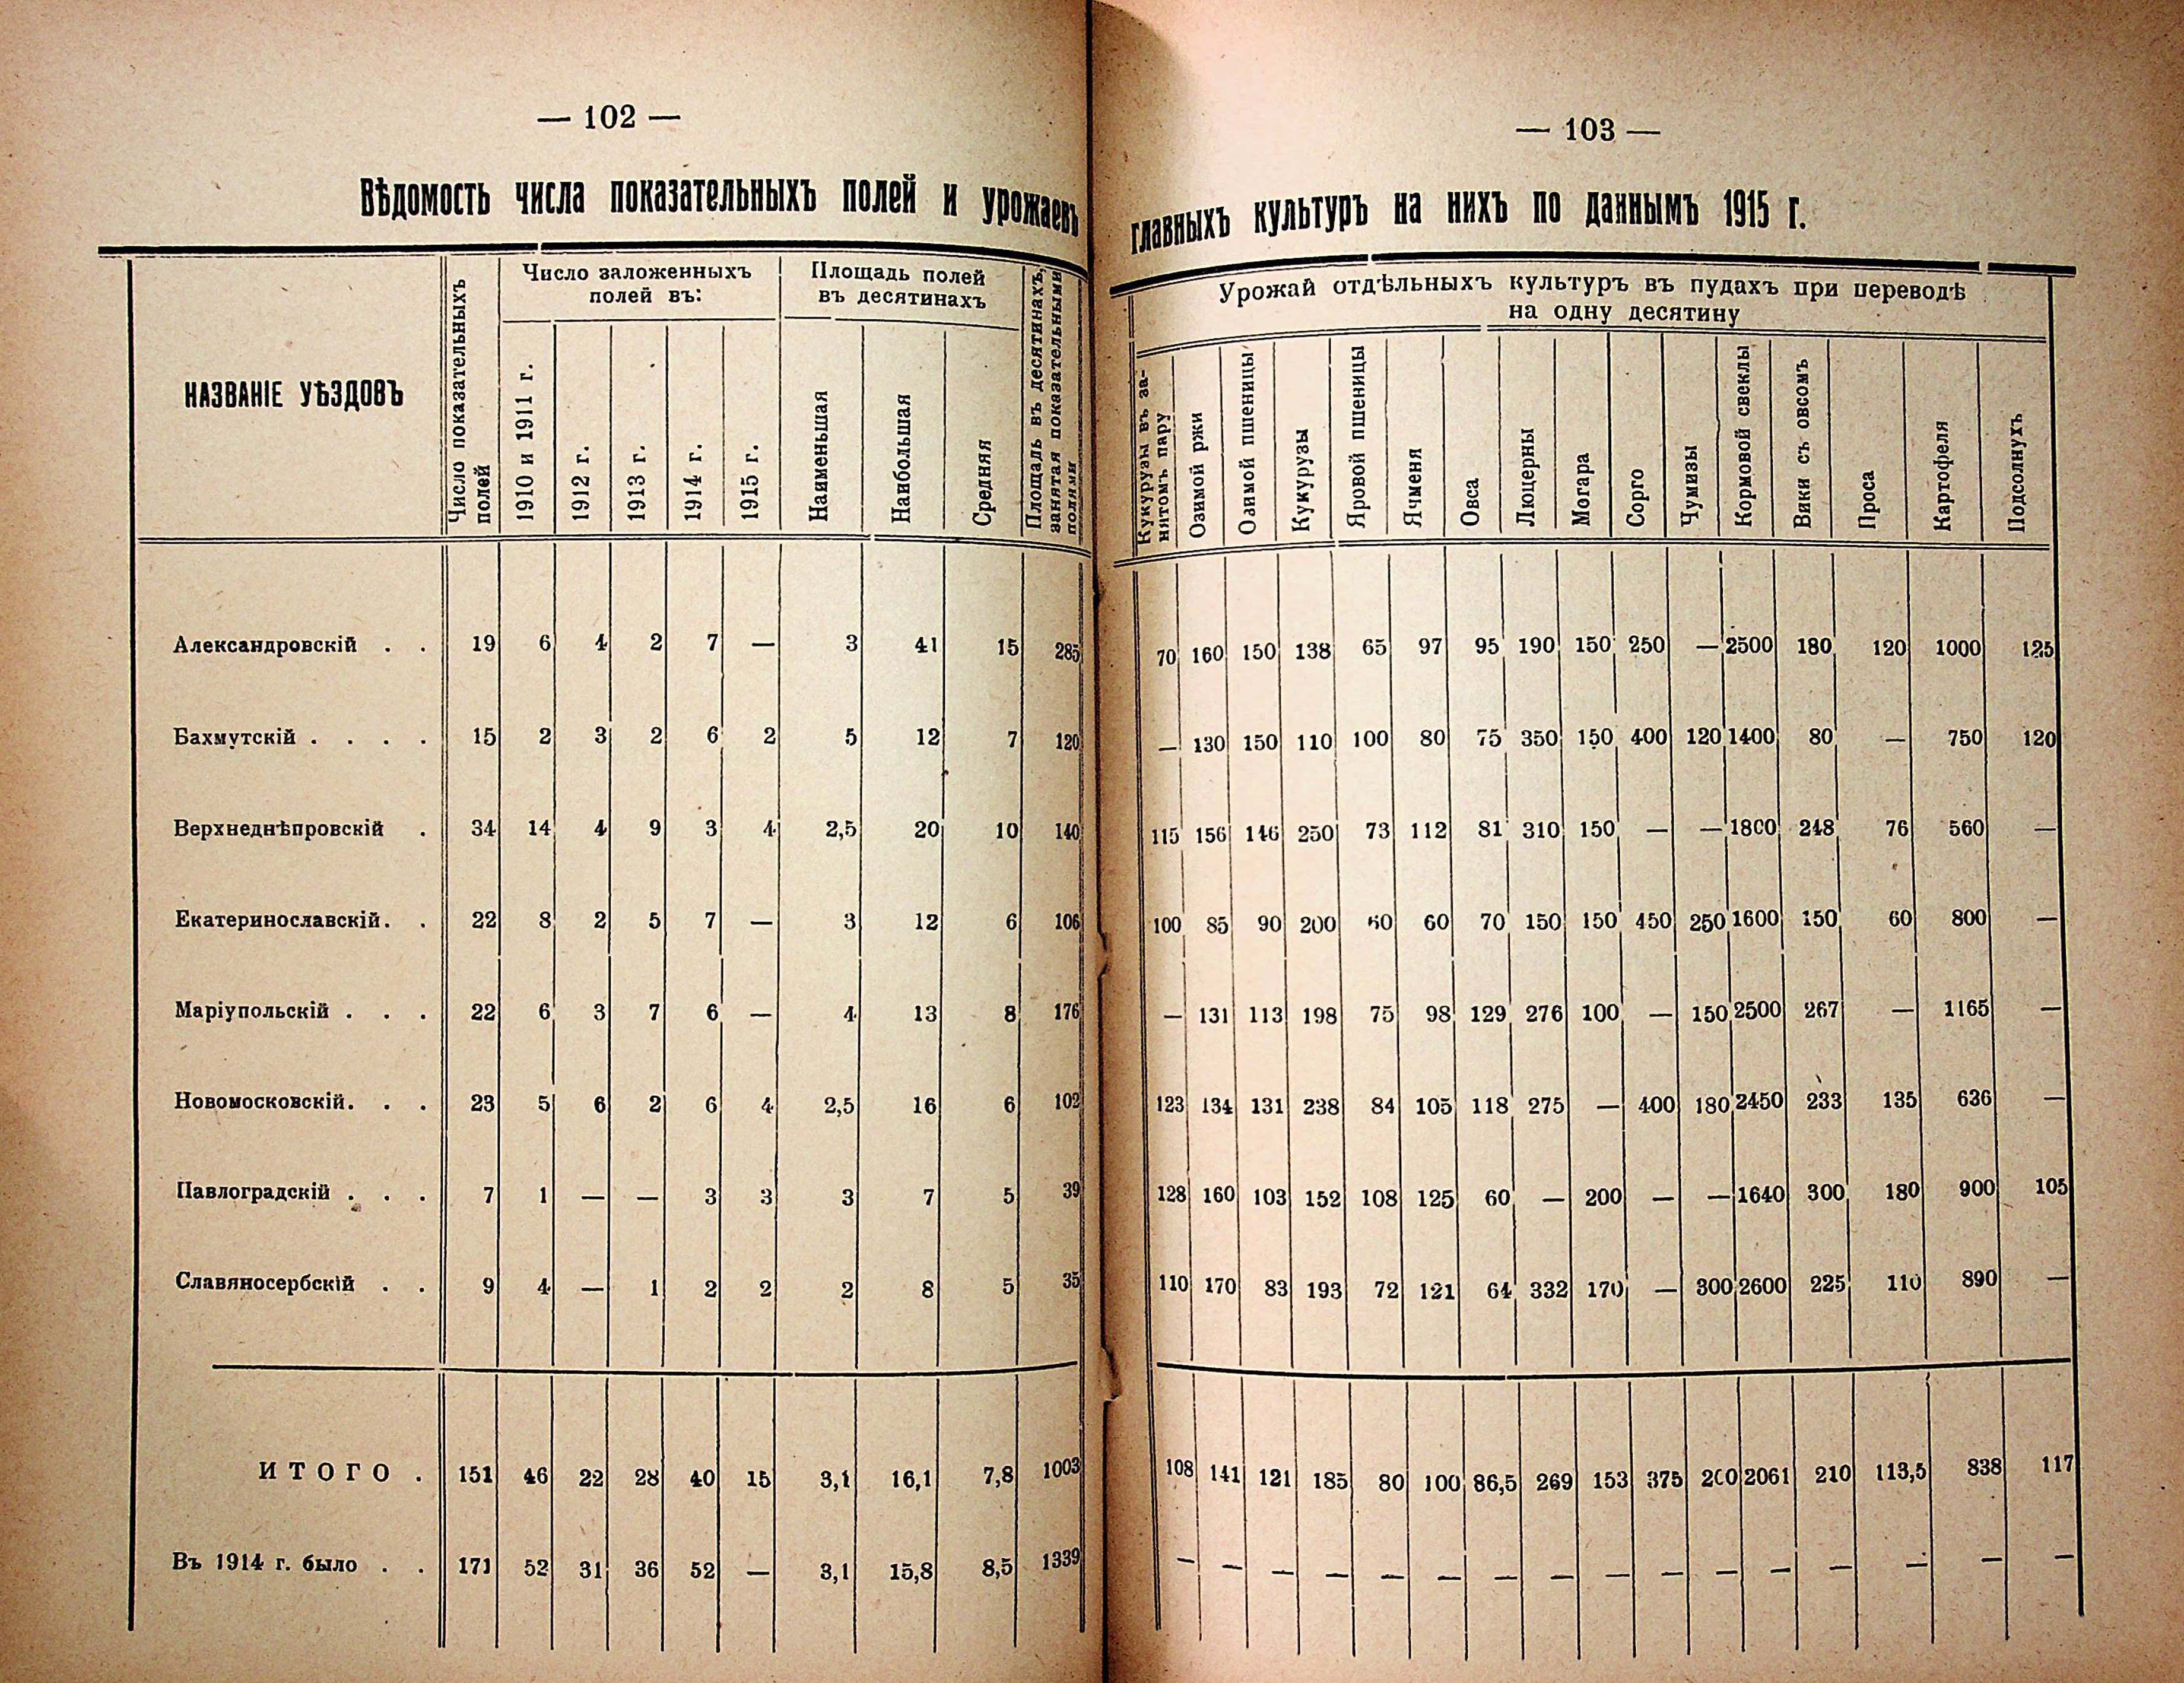 — 102 —
Вѣдомость числа показательныхъ полей и урожаевъ
НАЗВАНІЕ УѢЗДОВЪ
Число показательныхъ
полей
Число заложенныхъ
полей въ:
1910 и 1911 г.
1912 г.
1913 г.
1914 г.
1915 г.
Площадь полей
въ десятинахъ
Наименьшая
Наибольшая
Средняя
Площадь въ десятинахъ,
занятая показательными
полями
Александровскій . . 19 6 4 2 7 — 3 41 15 285
Бахмутскій . . . . 15 2 3 2 6 2 5 12 7 120
Верхнеднѣпровскій . 34 14 4 9 3 4 2,5 20 10 140
Екатеринославскій. . 22 8 2 5 7 — 3 12 6 106
Маріупольскій . . . 22 6 3 7 6 — 4 13 8 176
Новомосковскій. . . 23 5 6 2 6 4 2,5 16 6 102
Павлоградскій . . . 7 1 — — 3 3 3 7 5 39
Славяносербскій . . 9 4 — 1 2 2 2 8 5 35
ИТОГО . 151 46 22 28 40 15 3,1 16,1 7,8 1003
Въ 1914 г. было . . 171 52 31 36 52 — 3,1 15,8 8,5 1339
— 103 —
главныхъ культуръ на нихъ по даннымъ 1915 г.
Урожай отдѣльныхъ культуръ въ пудахъ при переводѣ
на одну десятину
Кукурузы въ за-
нятомъ пару
Озимой ржи
Озимой пшеницы
Кукурузы
Яровой пшеницы
Ячменя
Овса
Люцерны
Могара
Сорго
Чумизы
Кормовой свеклы
Вики съ овсомъ
Проса
Картофеля
Подсолнухъ
70 160 150 138 65 97 95 190 150 250 — 2500 180 120 1000 125
— 130 150 110 100 80 75 350 150 400 120 1400 80 — 750 120
115 156 146 250 73 112 81 310 150 — — 1800 248 76 560 —
100 85 90 200 60 60 70 150 150 450 250 1600 150 60 800 —
— 131 113 198 75 98 129 276 100 — 150 2500 267 — 1165 —
123 134 131 238 84 105 118 275 — 400 180 2450 233 135 636 —
128 160 103 152 108 125 60 — 200 — — 1640 300 180 900 105
110 170 83 193 72 121 64 332 170 — 300 2600 225 110 890 —
108 141 121 185 80 100 86,5 269 153 375 200 2061 210 113,5 838 117
— — — — — — — — — — — — — — — —